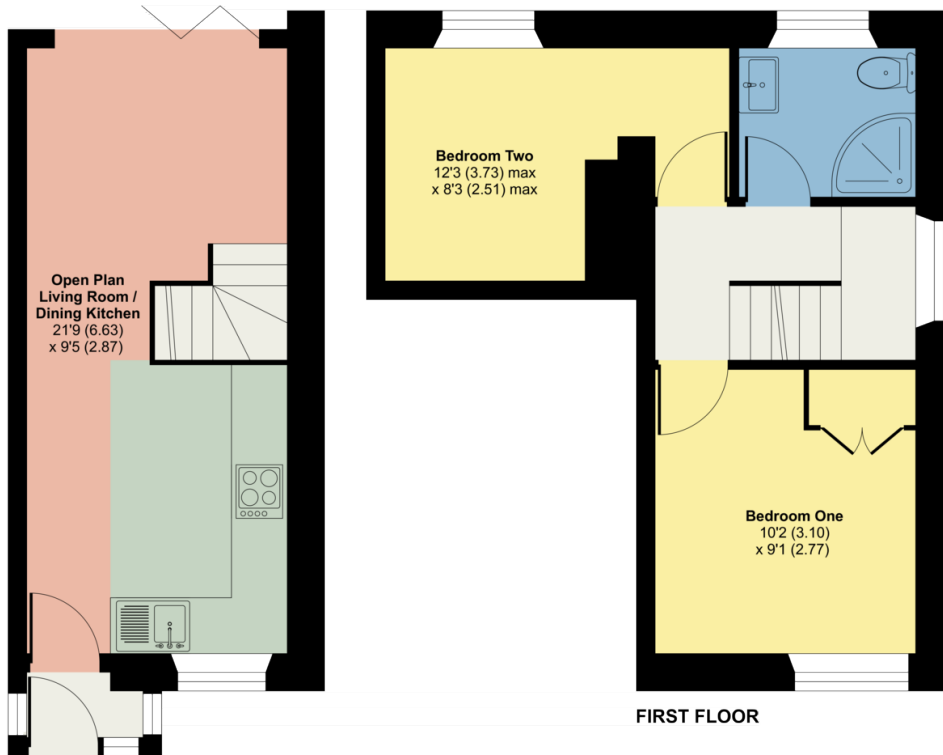 Open Plan
Living Room /
Dining Kitchen
21'9 (6.63)
x 9'5 (2.87)
Bedroom Two
12'3 (3.73) max
x 8'3 (2.51) max
Bedroom One
10'2 (3.10)
x 9'1 (2.77)
FIRST FLOOR